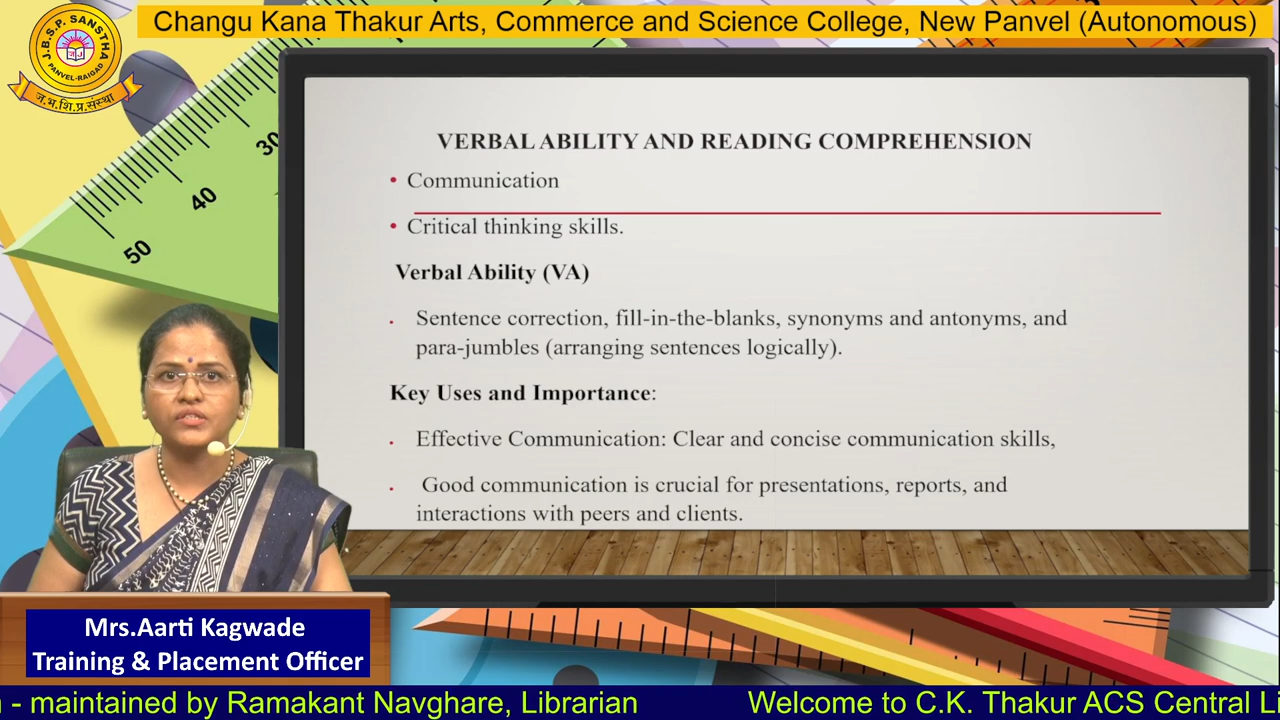 Changu Kana Thakur Arts, Commerce and Science College, New Panvel (Autonomous)
J.B.S.P. SANSTHA
PANVEL-RAIGAD
ज.भ.शि.प्र.संस्था
30
40
50
VERBAL ABILITY AND READING COMPREHENSION
• Communication
• Critical thinking skills.
Verbal Ability (VA)
. Sentence correction, fill-in-the-blanks, synonyms and antonyms, and
para-jumbles (arranging sentences logically).
Key Uses and Importance:
. Effective Communication: Clear and concise communication skills,
. Good communication is crucial for presentations, reports, and
interactions with peers and clients.
Mrs.Aarti Kagwade
Training & Placement Officer
- maintained by Ramakant Navghare, Librarian Welcome to C.K. Thakur ACS Central